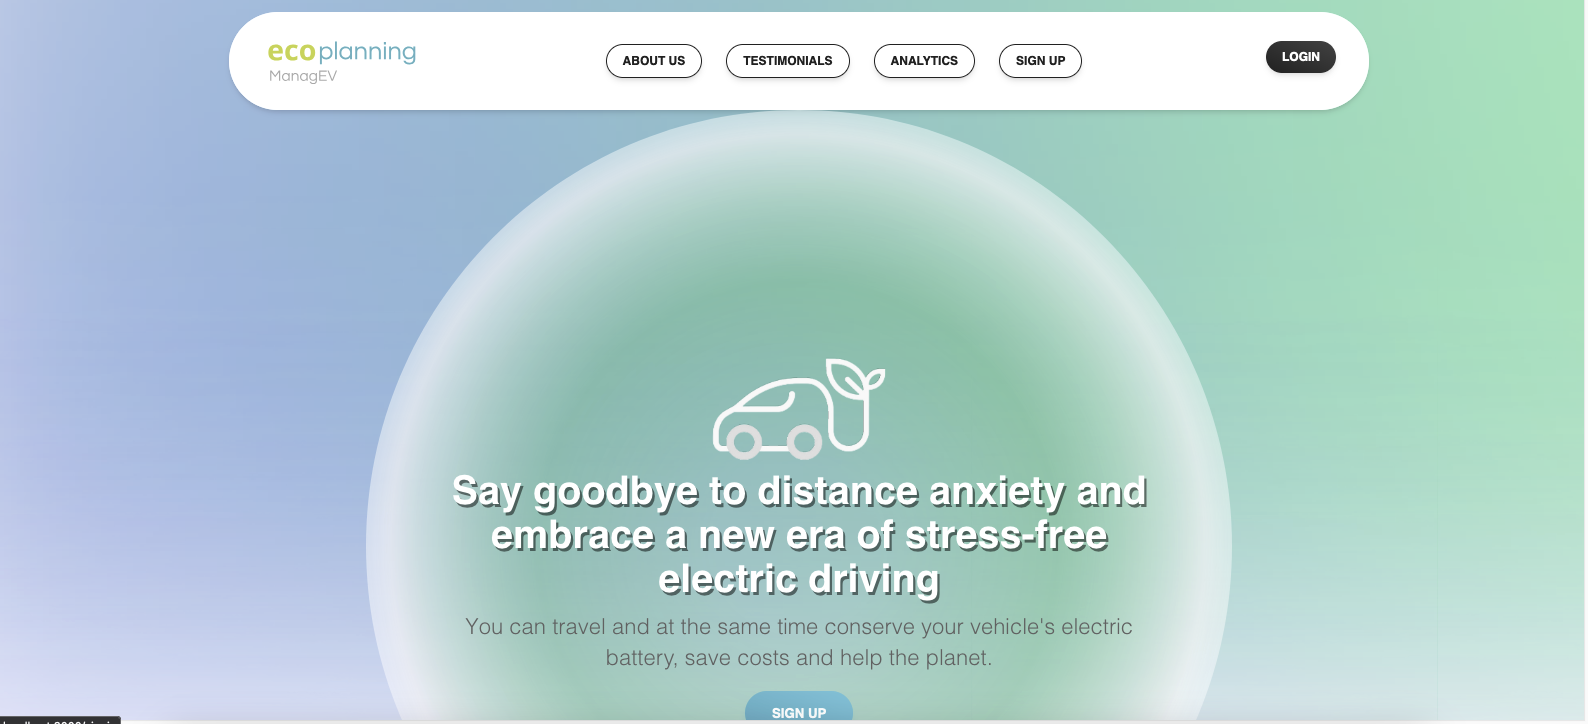 ecoplanning
ManagEV
ABOUT US
TESTIMONIALS
ANALYTICS
SIGN UP
LOGIN
Say goodbye to distance anxiety and
embrace a new era of stress-free
electric driving
You can travel and at the same time conserve your vehicle's electric
battery, save costs and help the planet.
SIGN UP